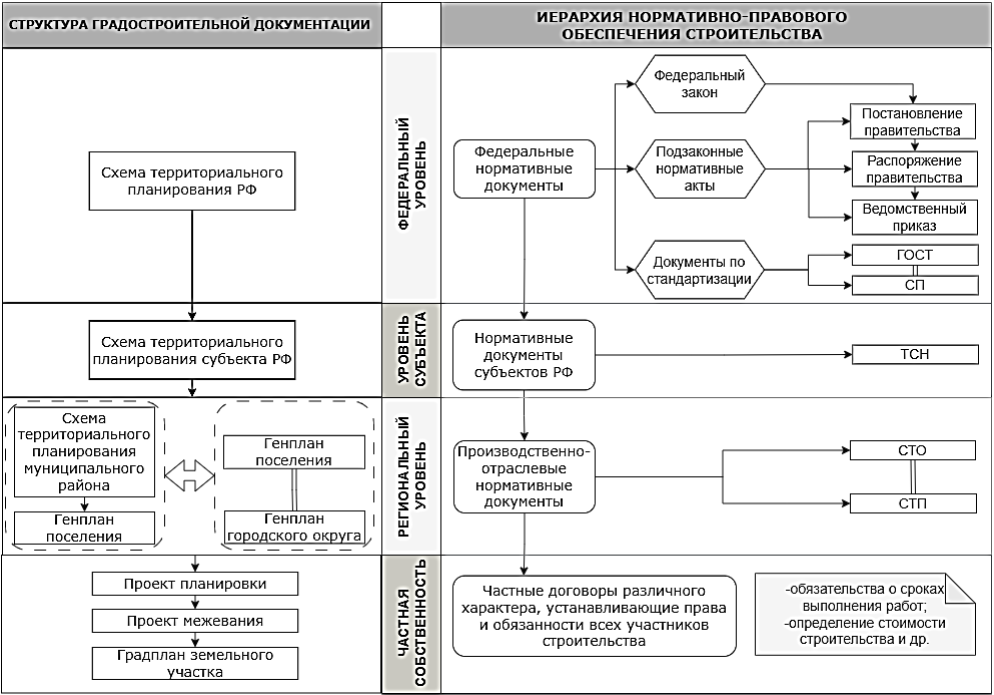 СТРУКТУРА ГРАДОСТРОИТЕЛЬНОЙ ДОКУМЕНТАЦИИ
ИЕРАРХИЯ НОРМАТИВНО-ПРАВОВОГО
ОБЕСПЕЧЕНИЯ СТРОИТЕЛЬСТВА
Схема территориального
планирования РФ
ФЕДЕРАЛЬНЫЙ
УРОВЕНЬ
Федеральные
нормативные
документы
Федеральный
закон
Подзаконные
нормативные
акты
Документы по
стандартизации
Постановление
правительства
Распоряжение
правительства
Ведомственный
приказ
ГОСТ
СП
Схема территориального
планирования субъекта РФ
УРОВЕНЬ
СУБЪЕКТА
Нормативные
документы
субъектов РФ
ТСН
Схема
территориального
планирования
муниципального
района
Генплан
поселения
Генплан
поселения
Генплан
городского округа
РЕГИОНАЛЬНЫЙ
УРОВЕНЬ
Производственно-
отраслевые
нормативные
документы
СТО
СТП
Проект планировки
Проект межевания
Градплан земельного
участка
ЧАСТНАЯ
СОБСТВЕННОСТЬ
Частные договоры различного
характера, устанавливающие права
и обязанности всех участников
строительства
-обязательства о сроках
выполнения работ;
-определение стоимости
строительства и др.